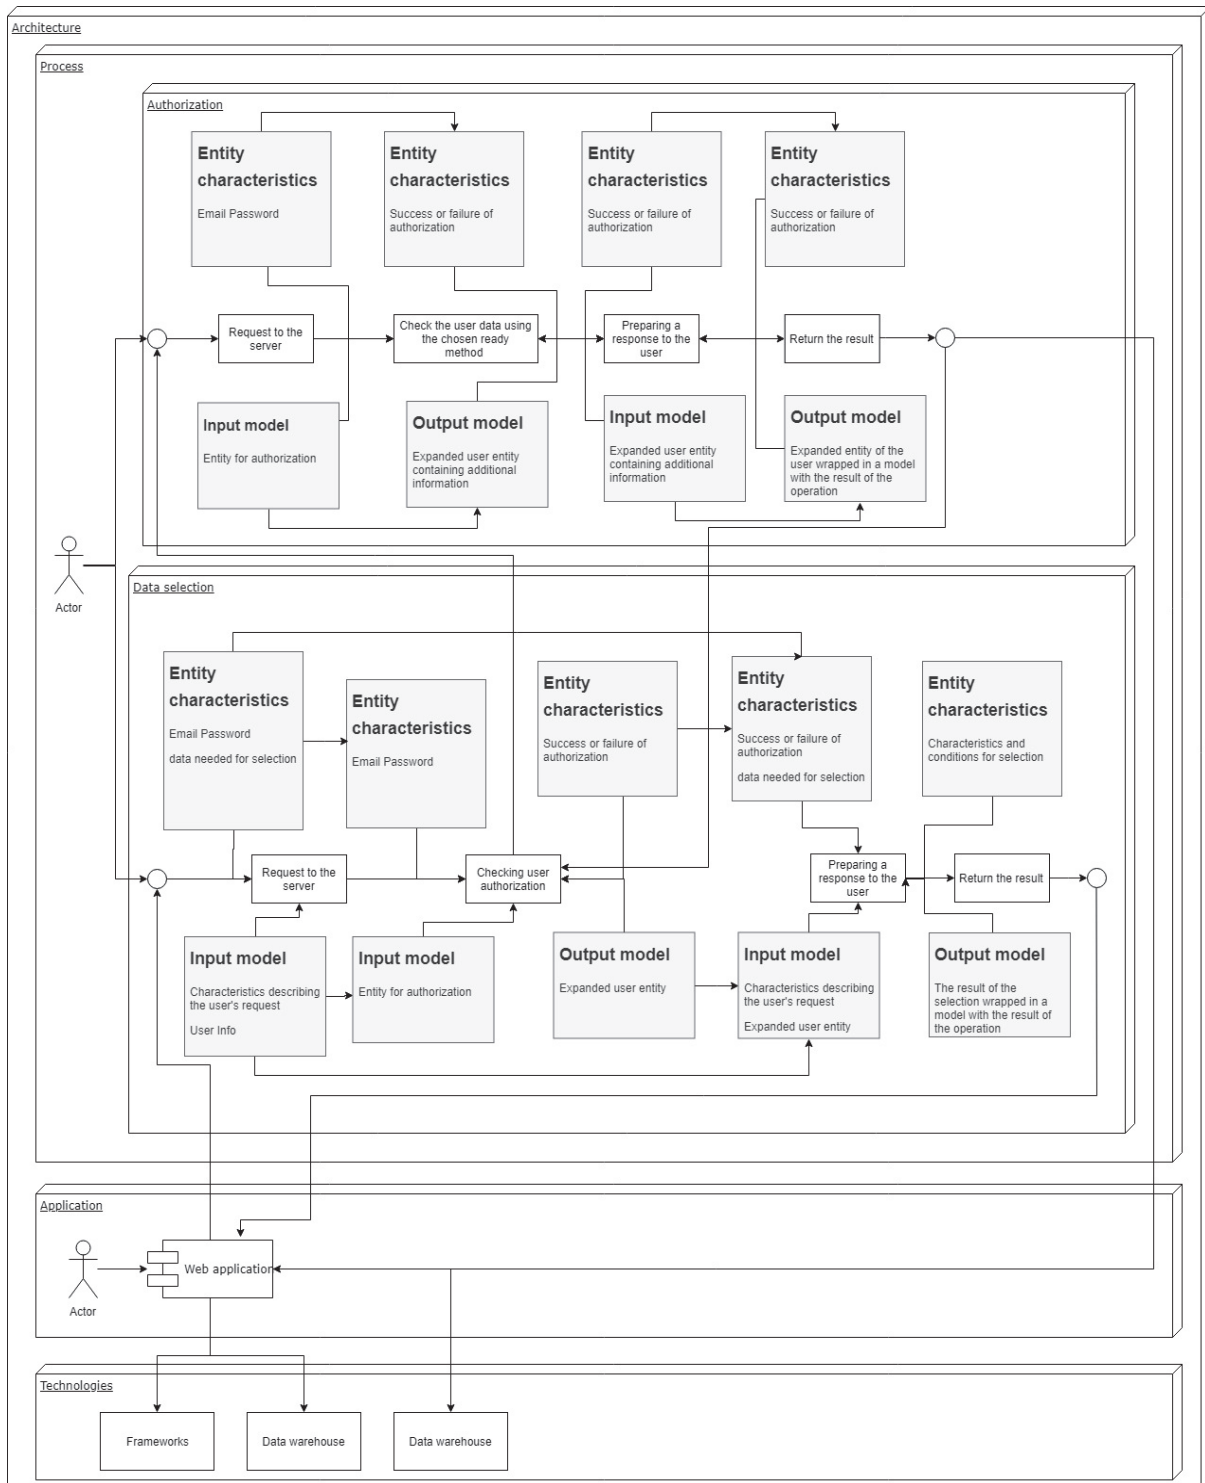 Architecture
Process
Authorization
Entity
characteristics
Email Password
Entity
characteristics
Success or failure of
authorization
Entity
characteristics
Success or failure of
authorization
Entity
characteristics
Success or failure of
authorization
Request to the
server
Check the user data using
the chosen ready
method
Preparing a
response to the
user
Return the result
Input model
Entity for authorization
Output model
Expanded user entity
containing additional
information
Input model
Expanded user entity
containing additional
information
Output model
Expanded entity of the
user wrapped in a model
with the result of the
operation
Actor
Data selection
Entity
characteristics
Email Password
data needed for selection
Entity
characteristics
Email Password
Entity
characteristics
Success or failure of
authorization
Entity
characteristics
Success or failure of
authorization
data needed for selection
Entity
characteristics
Characteristics and
conditions for selection
Request to the
server
Checking user
authorization
Preparing a
response to the
user
Return the result
Input model
Characteristics describing
the user's request
User Info
Input model
Entity for authorization
Output model
Expanded user entity
Input model
Characteristics describing
the user's request
Expanded user entity
Output model
The result of the
selection wrapped in a
model with the result of
the operation
Application
Actor
Web application
Technologies
Frameworks
Data warehouse
Data warehouse